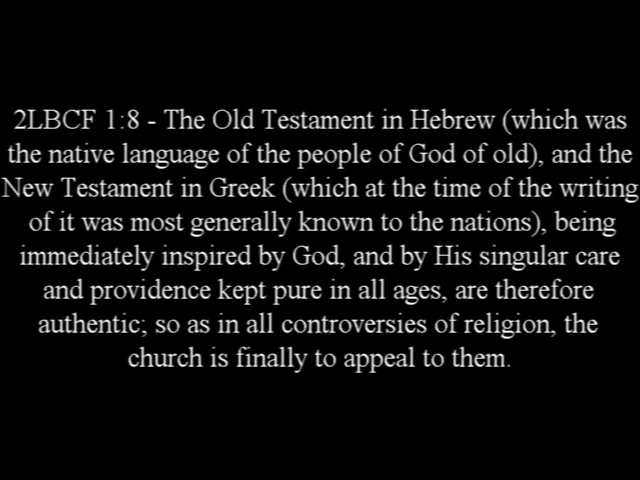 2LBCF 1:8 - The Old Testament in Hebrew (which was
the native language of the people of God of old), and the
New Testament in Greek (which at the time of the writing
of it was most generally known to the nations), being
immediately inspired by God, and by His singular care
and providence kept pure in all ages, are therefore
authentic; so as in all controversies of religion, the
church is finally to appeal to them.